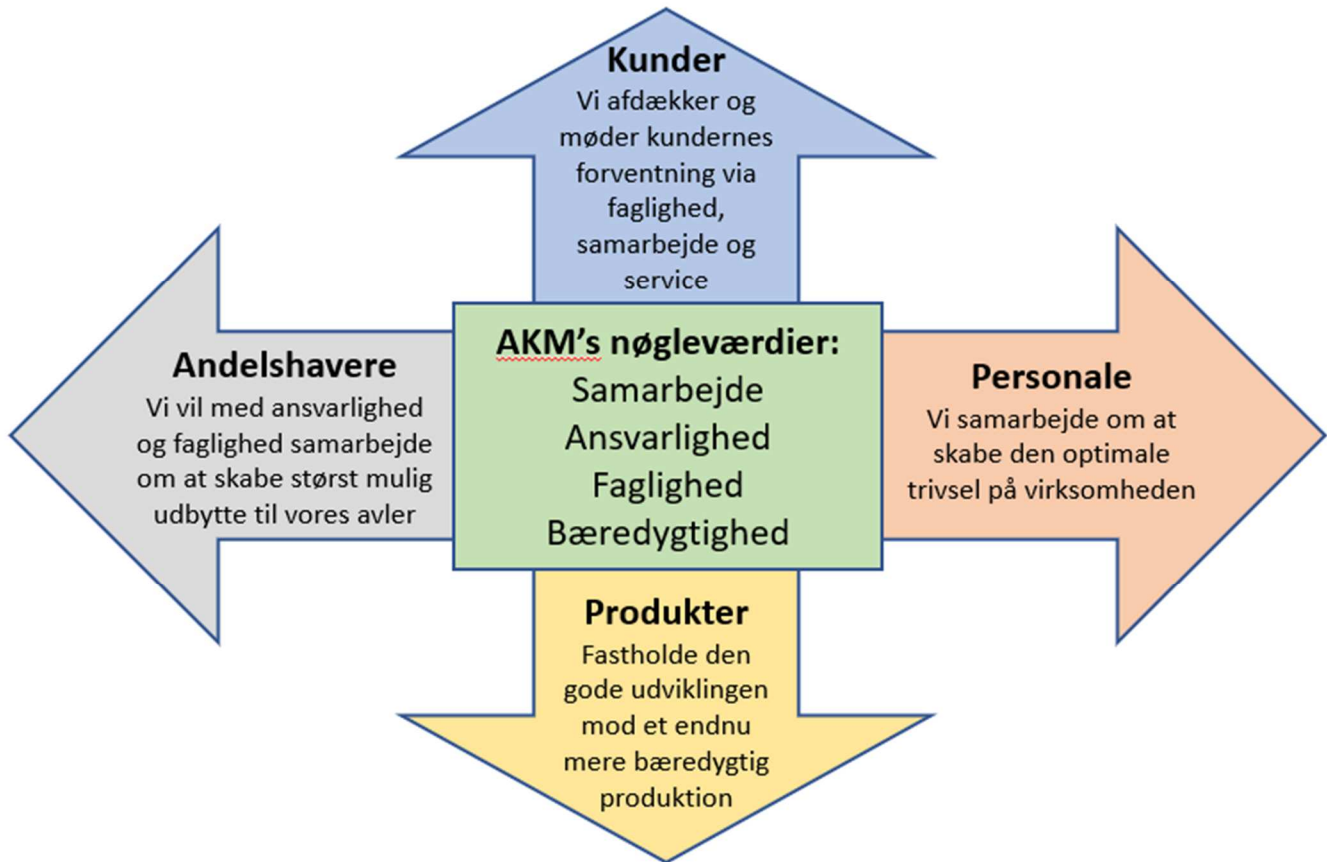 Kunder
Vi afdækker og
møder kundernes
forventning via
faglighed,
samarbejde og
service
Andelshavere
Vi vil med ansvarlighed
og faglighed samarbejde
om at skabe størst mulig
udbytte til vores avler
AKM's nøgleværdier:
Samarbejde
Ansvarlighed
Faglighed
Bæredygtighed
Personale
Vi samarbejde om at
skabe den optimale
trivsel på virksomheden
Produkter
Fastholde den
gode udviklingen
mod et endnu
mere bæredygtig
produktion